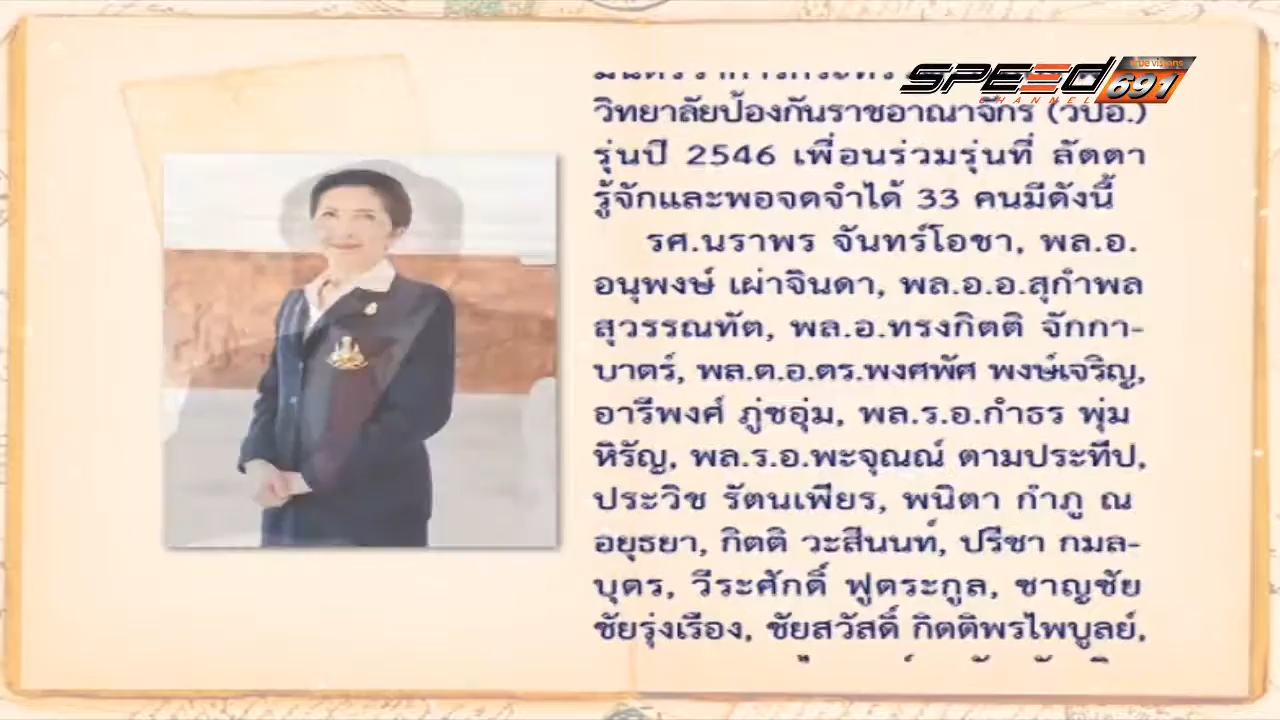 SPEED
CHANNEL
true visions
691
วิทยาลัยป้องกันราชอาณาจักร (วปอ.)
รุ่นปี 2546 เพื่อนร่วมรุ่นที่ ลัดดา
รู้จักและพอจดจำได้ 33 คนมีดังนี้
รศ.นราพร จันทร์โอชา, พล.อ.
อนุพงษ์ เผ่าจินดา, พล.อ.อ.สุกำพล
สุวรรณทัต, พล.อ.ทรงกิตติ จักกา-
บาตร์, พล.ต.อ.ดร.พงศพัศ พงษ์เจริญ,
อารีพงศ์ ภู่ชอุ่ม, พล.ร.อ.กำธร พุ่ม
หิรัญ, พล.ร.อ.พะจุณณ์ ตามประทีป,
ประวิช รัตนเพียร, พนิตา กำภู ณ
อยุธยา, กิตติ วะสีนนท์, ปรีชา กมล-
บุตร, วีระศักดิ์ ฟูตระกูล, ชาญชัย
ชัยรุ่งเรือง, ชัยสวัสดิ์ กิตติพรไพบูลย์,